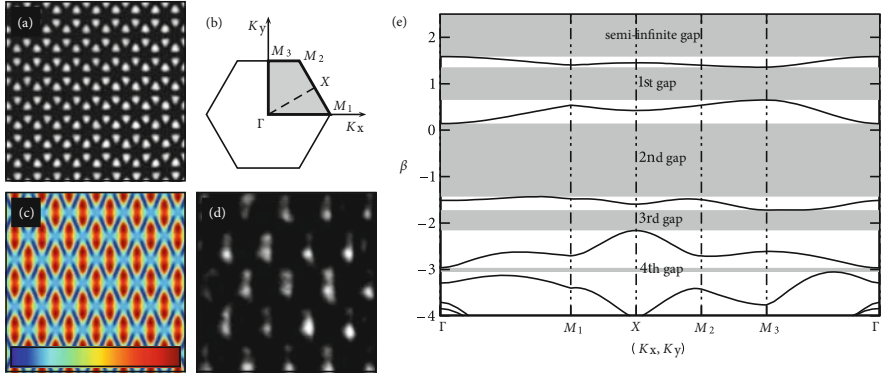 (a)
(b)
Ky
M3
M2
X
M1
Γ
Kx
(c)
(d)
(e)
2
1
0
−1
−2
−3
−4
β
semi-infinite gap
1st gap
2nd gap
3rd gap
4th gap
Γ
M1
X
M2
M3
Γ
(Kx, Ky)